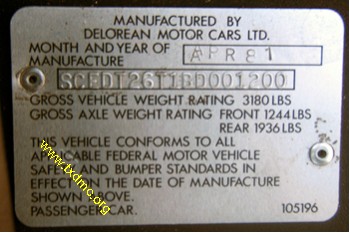 MANUFACTURED BY
DELOREAN MOTOR CARS LTD.
MONTH AND YEAR OF
MANUFACTURE APR 81
SCEDT26T1BD001200
GROSS VEHICLE WEIGHT RATING 3180 LBS
GROSS AXLE WEIGHT RATING FRONT 1244 LBS
REAR 1936 LBS
THIS VEHICLE CONFORMS TO ALL
APPLICABLE FEDERAL MOTOR VEHICLE
SAFETY AND BUMPER STANDARDS IN
EFFECT ON THE DATE OF MANUFACTURE
SHOWN ABOVE.
PASSENGER CAR. 105196
www.txdmc.org